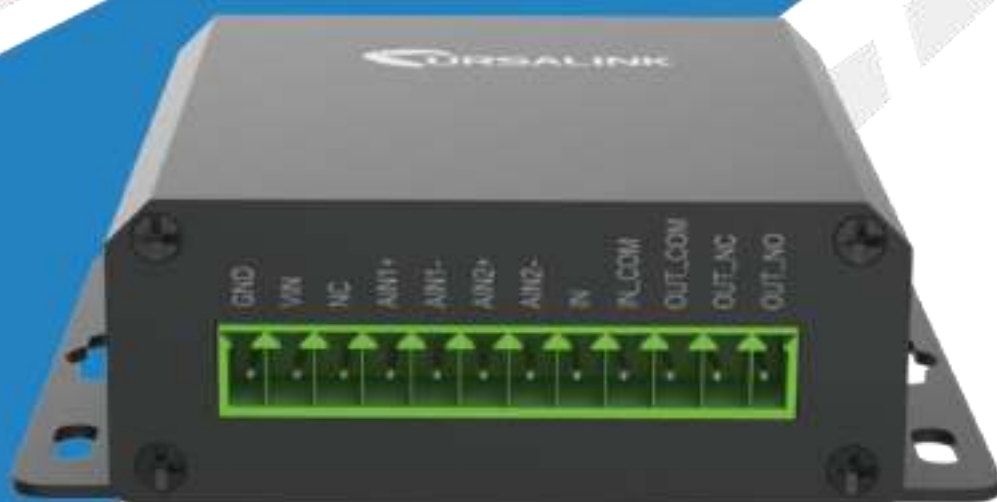 URSALINK
GND VIN NC AIN1+ AIN1- AIN2+ AIN2- IN IN_COM OUT_COM OUT_NC OUT_NO